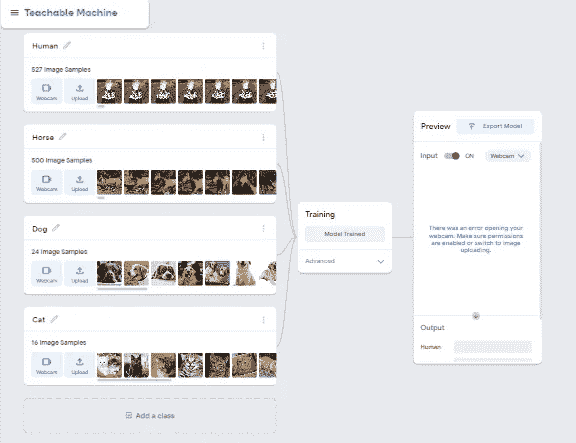 Teachable Machine
Human
527 Image Samples
Webcam
Upload
Horse
500 Image Samples
Webcam
Upload
Dog
24 Image Samples
Webcam
Upload
Cat
16 Image Samples
Webcam
Upload
Add a class
Training
Model Trained
Advanced
Preview
Export Model
Input
ON
Webcam
There was an error opening your
webcam. Make sure permissions
are enabled or switch to image
uploading.
Output
Human